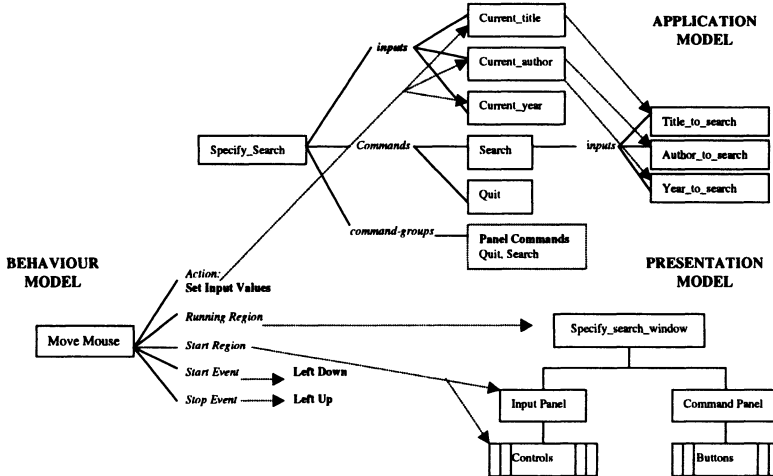 Current_title
APPLICATION
MODEL
inputs
Current_author
Current_year
Title_to_search
Specify_Search
Commands
Search
inputs
Author_to_search
Year_to_search
Quit
command-groups
Panel Commands
Quit, Search
BEHAVIOUR
MODEL
Action:
Set Input Values
PRESENTATION
MODEL
Running Region
Specify_search_window
Move Mouse
Start Region
Start Event
Left Down
Stop Event
Left Up
Input Panel
Command Panel
Controls
Buttons